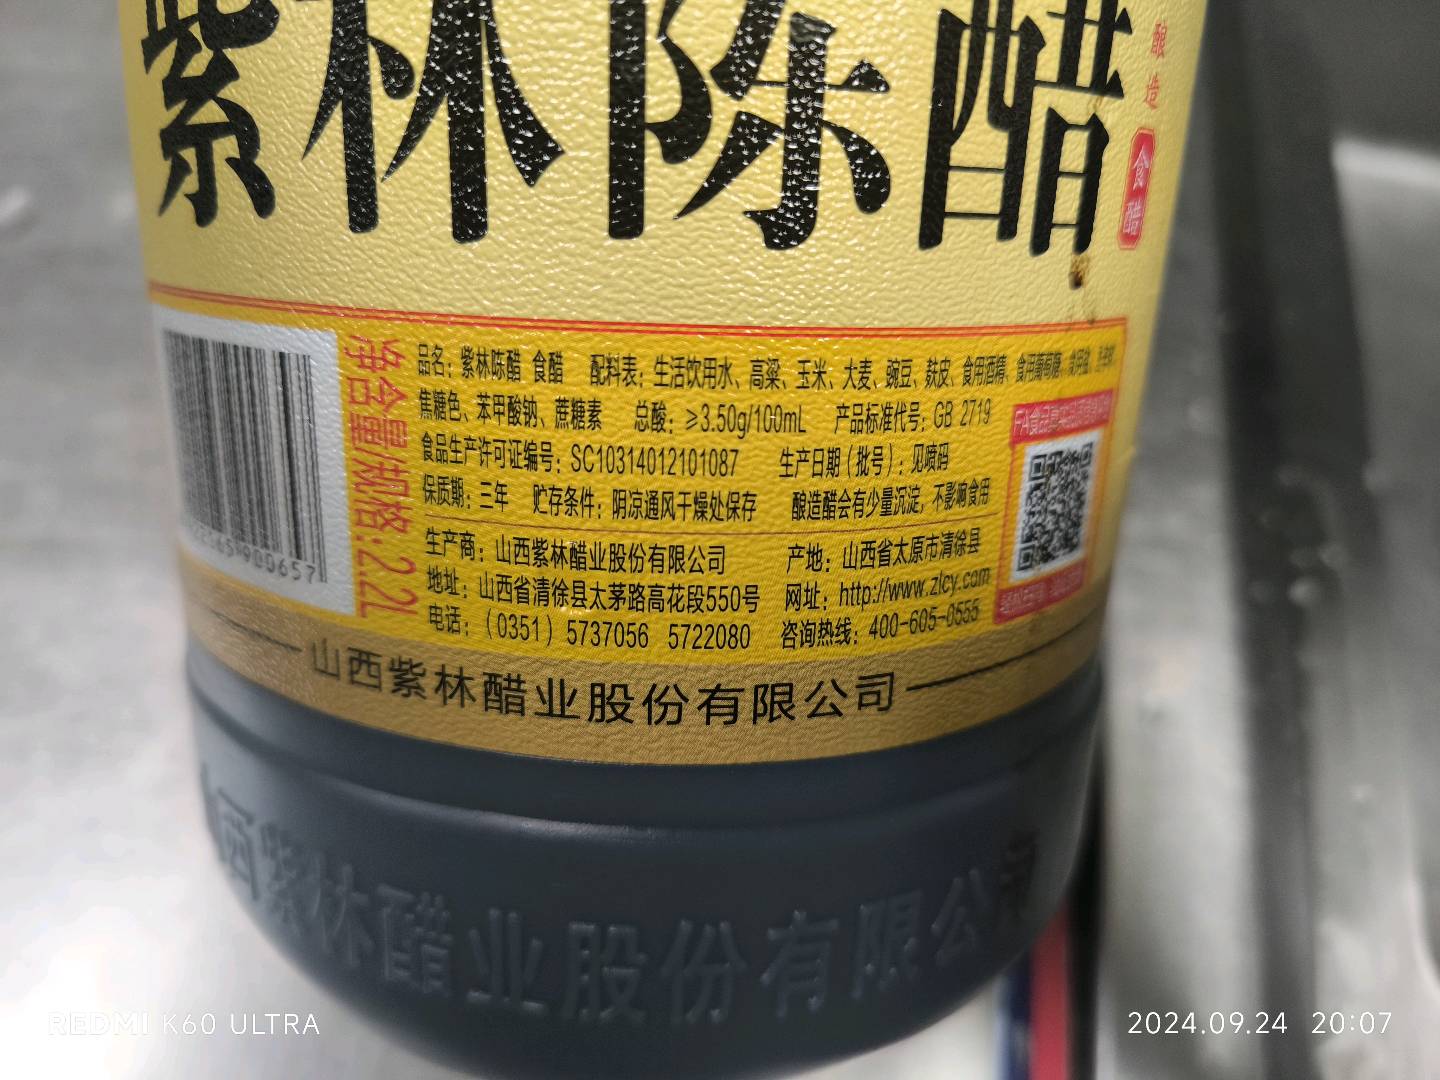 紫林陈醋
酿造
食醋
净含量/规格:2.2L
品名：紫林陈醋 食醋 配料表：生活饮用水、高粱、玉米、大麦、豌豆、麸皮、食用酒精、食用葡萄糖、食用盐、
焦糖色、苯甲酸钠、蔗糖素 总酸：≥3.50g/100mL 产品标准代号：GB 2719
食品生产许可证编号：SC10314012101087 生产日期（批号）：见喷码
保质期：三年 贮存条件：阴凉通风干燥处保存 酿造醋会有少量沉淀，不影响食用
生产商：山西紫林醋业股份有限公司 产地：山西省太原市清徐县
地址：山西省清徐县太茅路高花段550号 网址：http://www.zlcy.com
电话：(0351) 5737056 5722080 咨询热线：400-605-0555
900657
山西紫林醋业股份有限公司
西紫林醋业股份有限公司
REDMI K60 ULTRA
2024.09.24 20:07